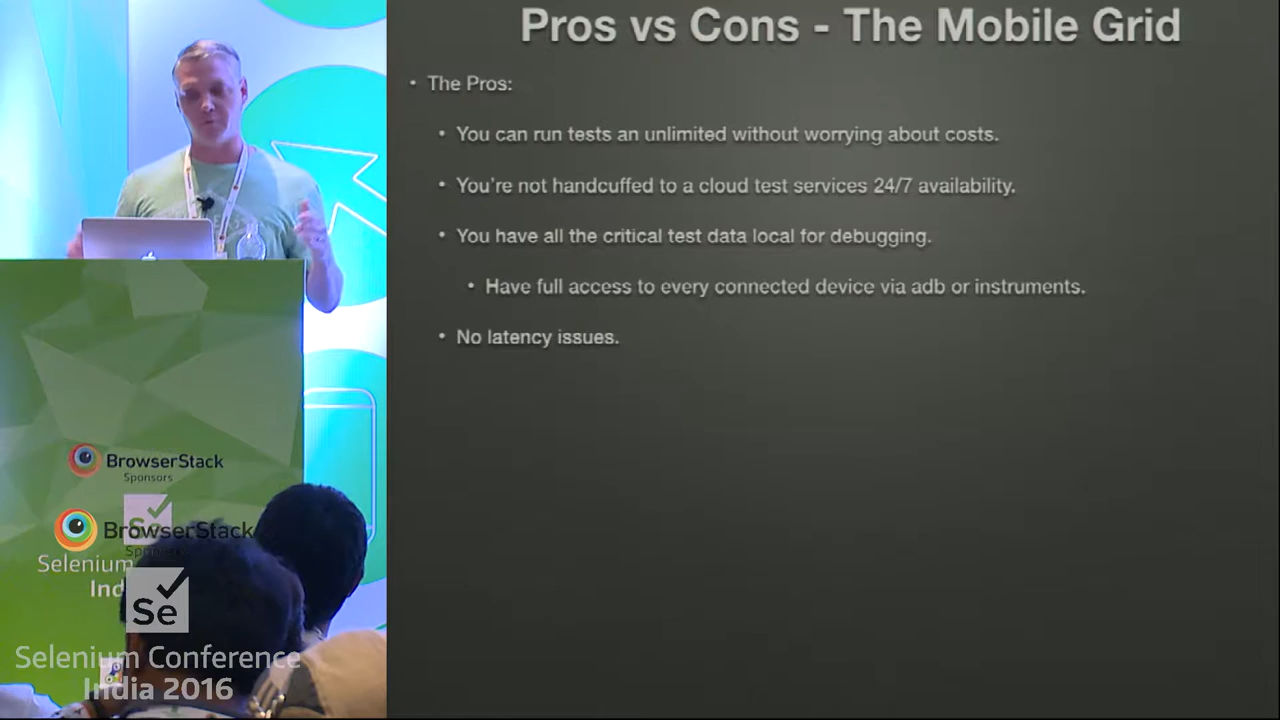 Pros vs Cons - The Mobile Grid
• The Pros:
• You can run tests an unlimited without worrying about costs.
• You're not handcuffed to a cloud test services 24/7 availability.
• You have all the critical test data local for debugging.
• Have full access to every connected device via adb or instruments.
• No latency issues.
BrowserStack
Sponsors
Se
BrowserStack
Sponsors
Selenium
Ind
Se
Selenium Conference
India 2016